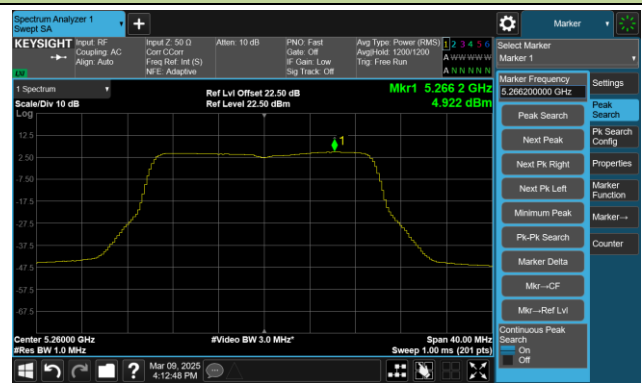 Spectrum Analyzer 1
Swept SA
Marker
KEYSIGHT
Input: RF
Coupling: AC
Align: Auto
Input Z: 50 Ω
Corr CCorr
Freq Ref: Int (S)
NFE: Adaptive
Atten: 10 dB
PNO: Fast
Gate: Off
IF Gain: Low
Sig Track: Off
Avg Type: Power (RMS)
Avg|Hold: 1200/1200
Trig: Free Run
1 2 3 4 5 6
A W W W W W
A N N N N N
Select Marker
Marker 1
1 Spectrum
Scale/Div 10 dB
Log
Ref Lvl Offset 22.50 dB
Ref Level 22.50 dBm
Mkr1 5.266 2 GHz
4.922 dBm
12.5
2.50
-7.50
-17.5
-27.5
-37.5
-47.5
-57.5
-67.5
1
Center 5.26000 GHz
#Res BW 1.0 MHz
#Video BW 3.0 MHz*
Span 40.00 MHz
Sweep 1.00 ms (201 pts)
Marker Frequency
5.266200000 GHz
Peak Search
Next Peak
Next Pk Right
Next Pk Left
Minimum Peak
Pk-Pk Search
Marker Delta
Mkr→CF
Mkr→Ref Lvl
Continuous Peak
Search
On
Off
Settings
Peak
Search
Pk Search
Config
Properties
Marker
Function
Marker→
Counter
Mar 09, 2025
4:12:48 PM